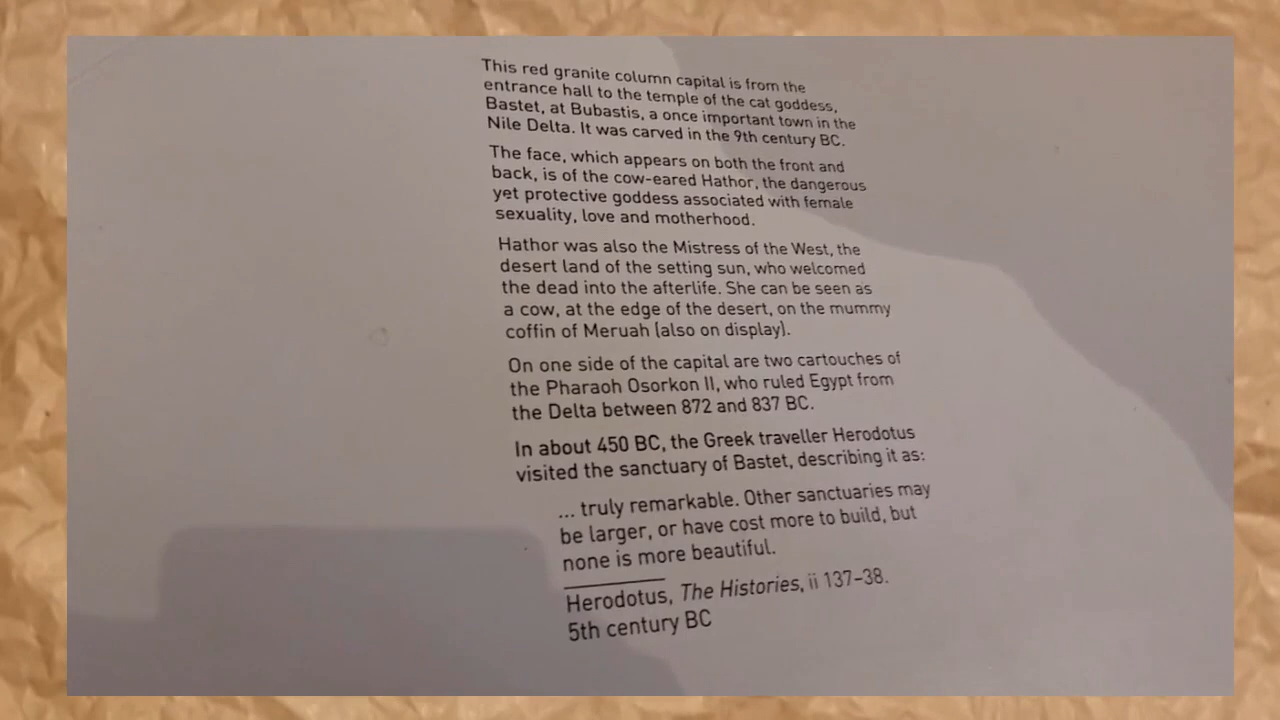 This red granite column capital is from the
entrance hall to the temple of the cat goddess,
Bastet, at Bubastis, a once important town in the
Nile Delta. It was carved in the 9th century BC.
The face, which appears on both the front and
back, is of the cow-eared Hathor, the dangerous
yet protective goddess associated with female
sexuality, love and motherhood.
Hathor was also the Mistress of the West, the
desert land of the setting sun, who welcomed
the dead into the afterlife. She can be seen as
a cow, at the edge of the desert, on the mummy
coffin of Meruah (also on display).
On one side of the capital are two cartouches of
the Pharaoh Osorkon II, who ruled Egypt from
the Delta between 872 and 837 BC.
In about 450 BC, the Greek traveller Herodotus
visited the sanctuary of Bastet, describing it as:
... truly remarkable. Other sanctuaries may
be larger, or have cost more to build, but
none is more beautiful.
Herodotus, The Histories, ii 137–38.
5th century BC